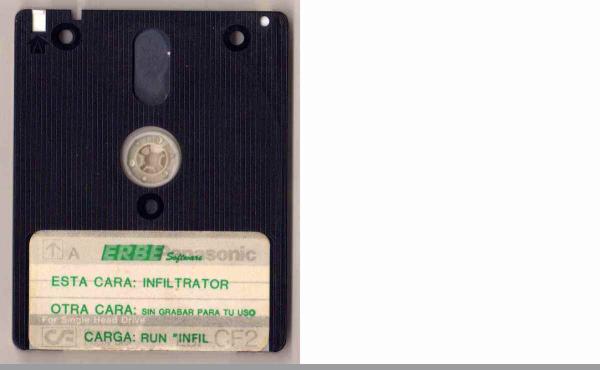 A ERBE Software Panasonic
ESTA CARA: INFILTRATOR
OTRA CARA: SIN GRABAR PARA TU USO
For Single Head Drive
CARGA: RUN "INFIL CF2